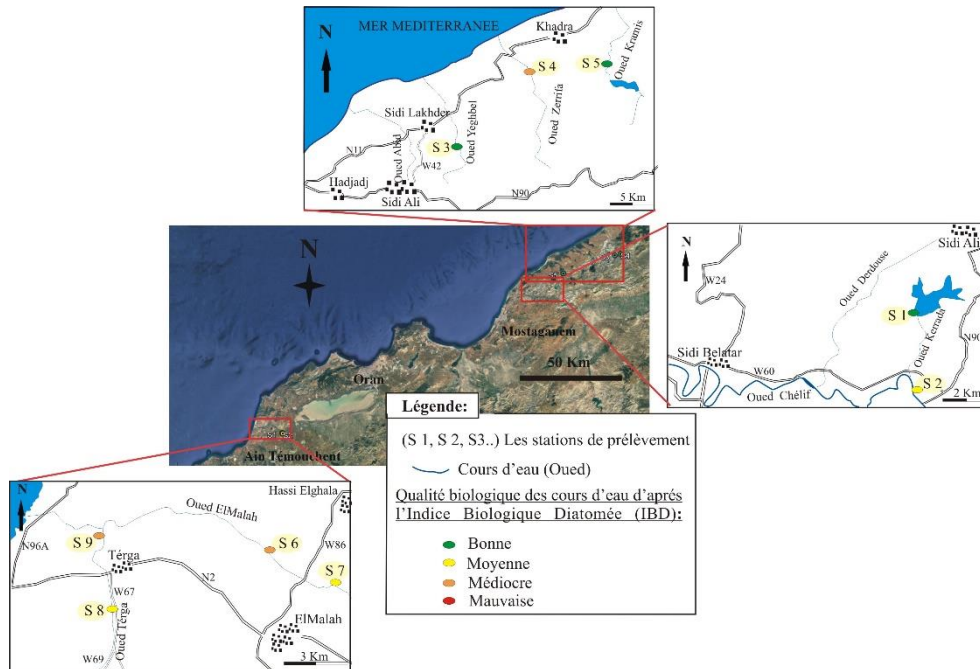 MER MEDITERRANEE
Khadra
N
S 4
S 5
Oued Kramis
Sidi Lakhder
Oued Yeghbel
Oued Zerrifa
S 3
Oued Abid
N11
W42
Hadjadj
Sidi Ali
N90
5 Km
N
Mostaganem
50 Km
Oran
Ain Témouchent
N
Sidi Ali
W24
Oued Derdouse
S 1
Oued Kerrada
N90
Sidi Belatar
W60
S 2
Oued Chélif
2 Km
Légende:
(S 1, S 2, S3..) Les stations de prélèvement
Cours d'eau (Oued)
Qualité biologique des cours d'eau d'aprés
l'Indice Biologique Diatomée (IBD):
Bonne
Moyenne
Médiocre
Mauvaise
N
Hassi Elghala
Oued ElMalah
N96A
S 9
S 6
W86
Térga
N2
S 7
W67
S 8
Oued Térga
ElMalah
W69
3 Km